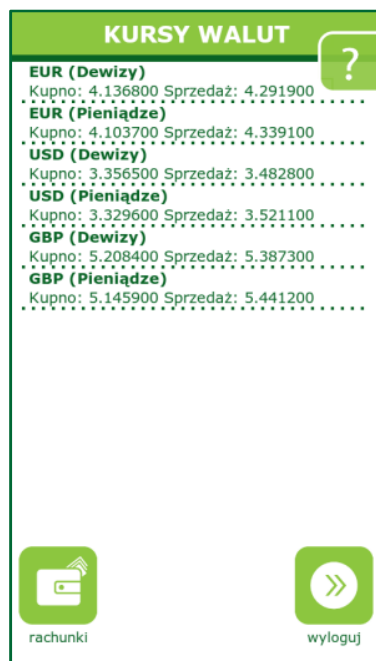 KURSY WALUT
?
EUR (Dewizy)
Kupno: 4.136800 Sprzedaż: 4.291900
EUR (Pieniądze)
Kupno: 4.103700 Sprzedaż: 4.339100
USD (Dewizy)
Kupno: 3.356500 Sprzedaż: 3.482800
USD (Pieniądze)
Kupno: 3.329600 Sprzedaż: 3.521100
GBP (Dewizy)
Kupno: 5.208400 Sprzedaż: 5.387300
GBP (Pieniądze)
Kupno: 5.145900 Sprzedaż: 5.441200
rachunki
wyloguj